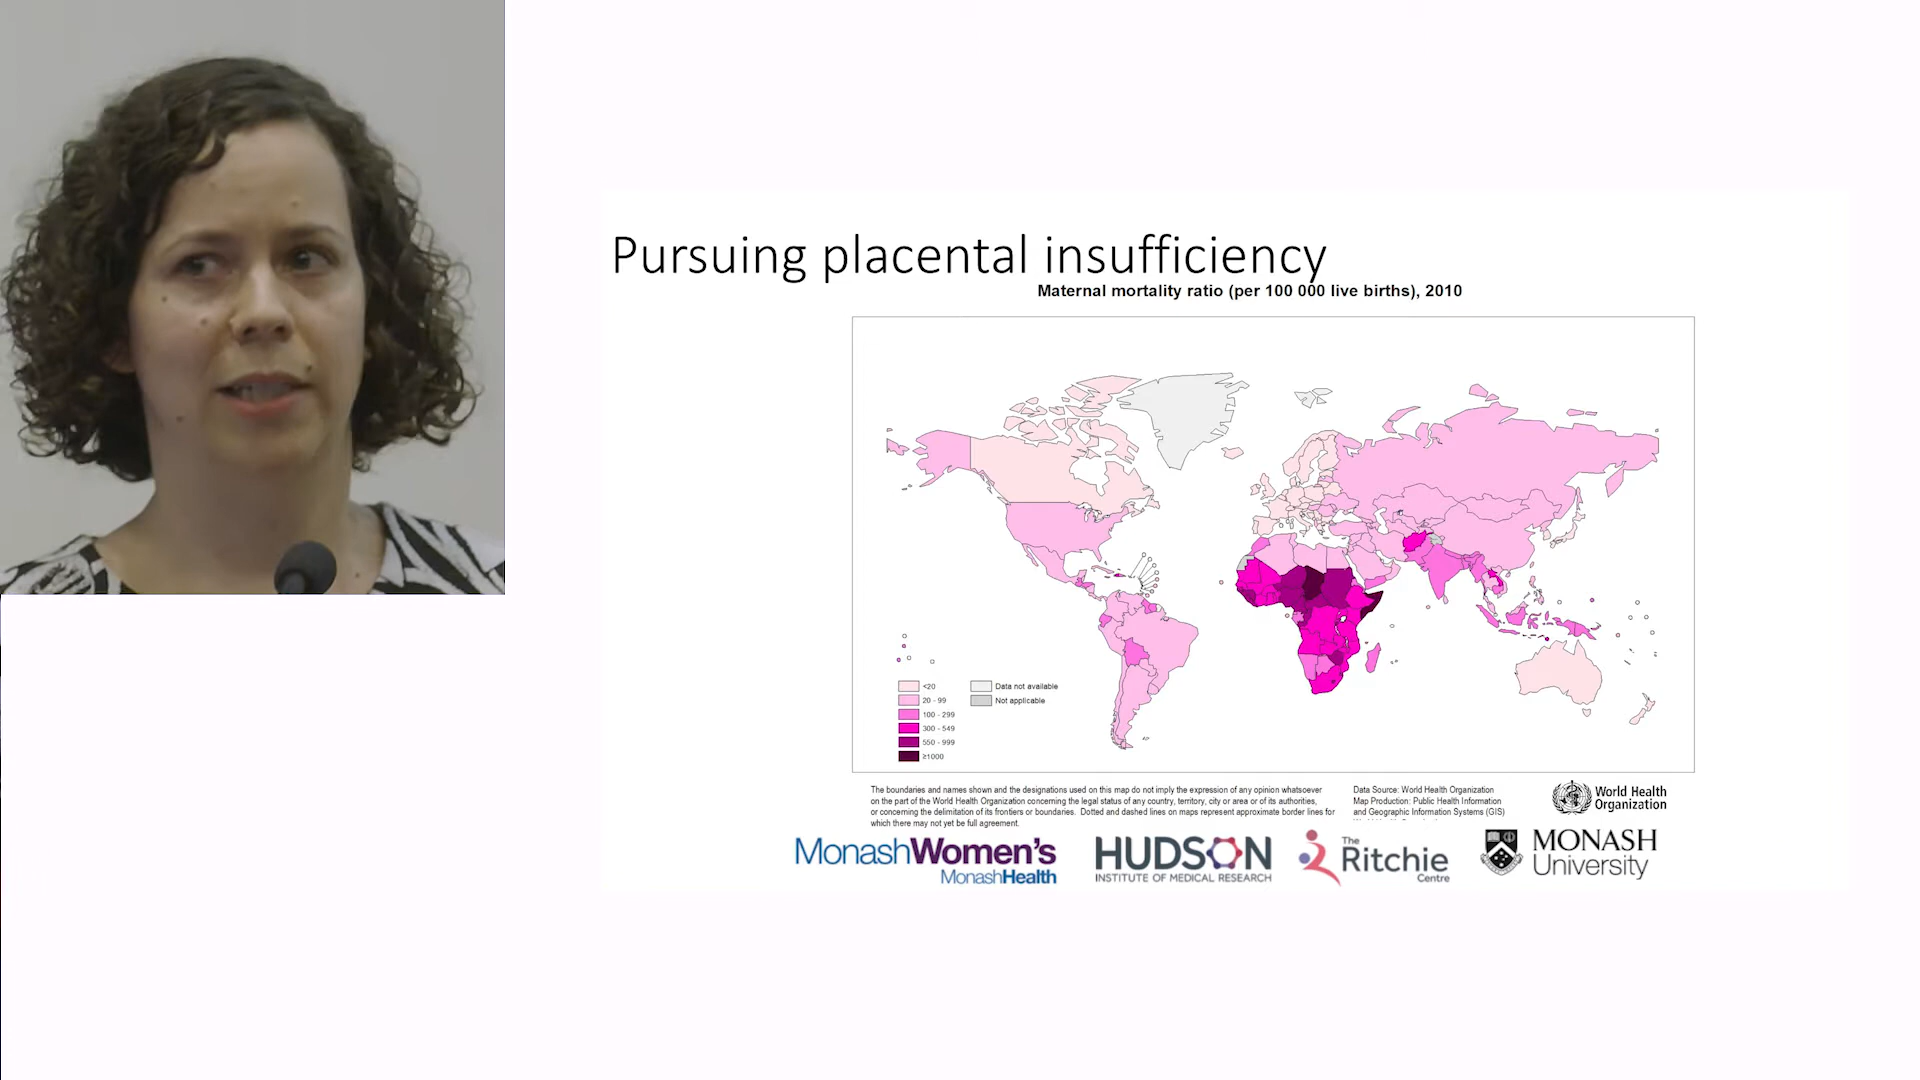 Pursuing placental insufficiency
Maternal mortality ratio (per 100 000 live births), 2010
<20
20 - 99
100 - 299
300 - 549
550 - 999
≥1000
Data not available
Not applicable
The boundaries and names shown and the designations used on this map do not imply the expression of any opinion whatsoever
on the part of the World Health Organization concerning the legal status of any country, territory, city or area or of its authorities,
or concerning the delimitation of its frontiers or boundaries. Dotted and dashed lines on maps represent approximate border lines for
which there may not yet be full agreement.
Data Source: World Health Organization
Map Production: Public Health Information
and Geographic Information Systems (GIS)
World Health
Organization
MonashWomen's
MonashHealth
HUDSON
INSTITUTE OF MEDICAL RESEARCH
The
Ritchie
Centre
MONASH
University